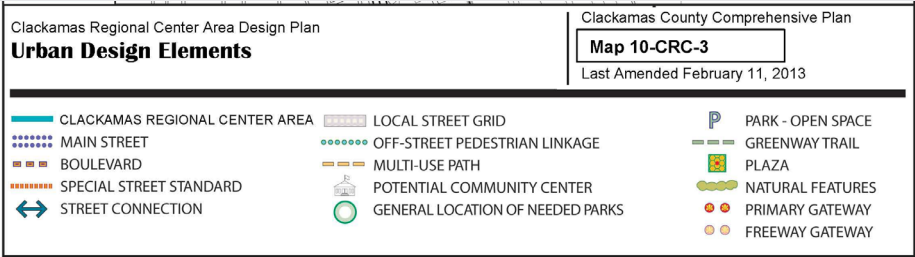 Clackamas Regional Center Area Design Plan
Urban Design Elements
Clackamas County Comprehensive Plan
Map 10-CRC-3
Last Amended February 11, 2013
CLACKAMAS REGIONAL CENTER AREA
MAIN STREET
BOULEVARD
SPECIAL STREET STANDARD
STREET CONNECTION
LOCAL STREET GRID
OFF-STREET PEDESTRIAN LINKAGE
MULTI-USE PATH
POTENTIAL COMMUNITY CENTER
GENERAL LOCATION OF NEEDED PARKS
P PARK - OPEN SPACE
GREENWAY TRAIL
PLAZA
NATURAL FEATURES
PRIMARY GATEWAY
FREEWAY GATEWAY